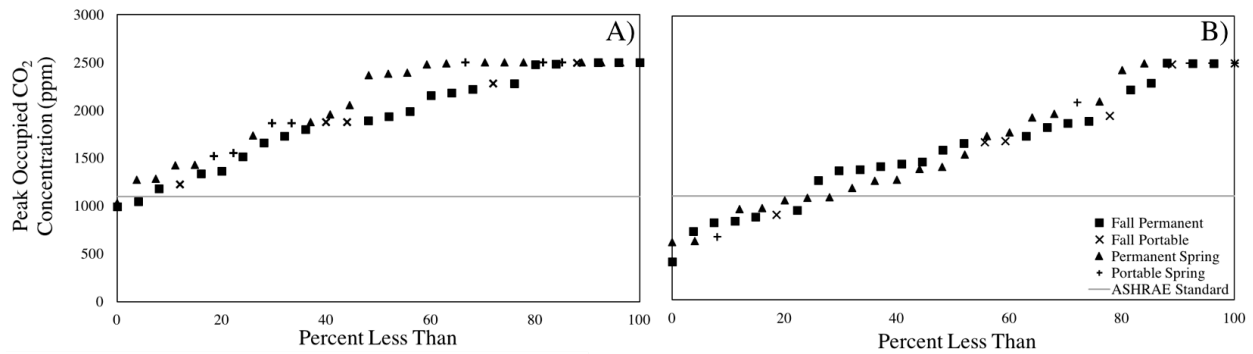 Peak Occupied CO2
Concentration (ppm)
3000
2500
2000
1500
1000
500
0
A)
0 20 40 60 80 100
Percent Less Than
B)
Fall Permanent
Fall Portable
Permanent Spring
Portable Spring
ASHRAE Standard
0 20 40 60 80 100
Percent Less Than